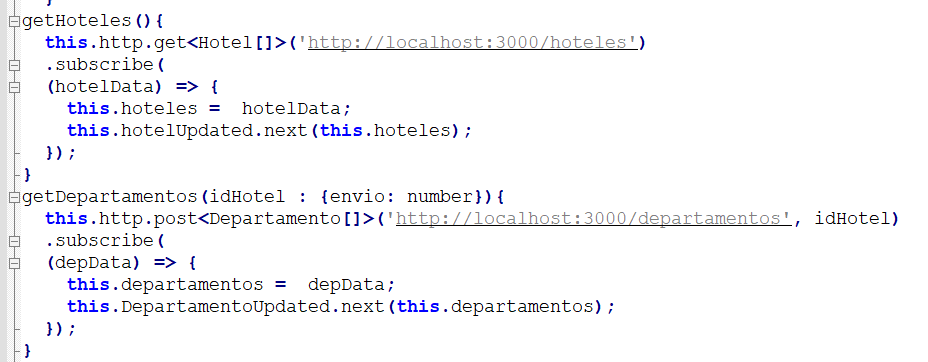 }
getHoteles(){
  this.http.get<Hotel[]>('http://localhost:3000/hoteles')
  .subscribe(
  (hotelData) => {
    this.hoteles =  hotelData;
    this.hotelUpdated.next(this.hoteles);
  });
}
getDepartamentos(idHotel : {envio: number}){
  this.http.post<Departamento[]>('http://localhost:3000/departamentos', idHotel)
  .subscribe(
  (depData) => {
    this.departamentos =  depData;
    this.DepartamentoUpdated.next(this.departamentos);
  });
}